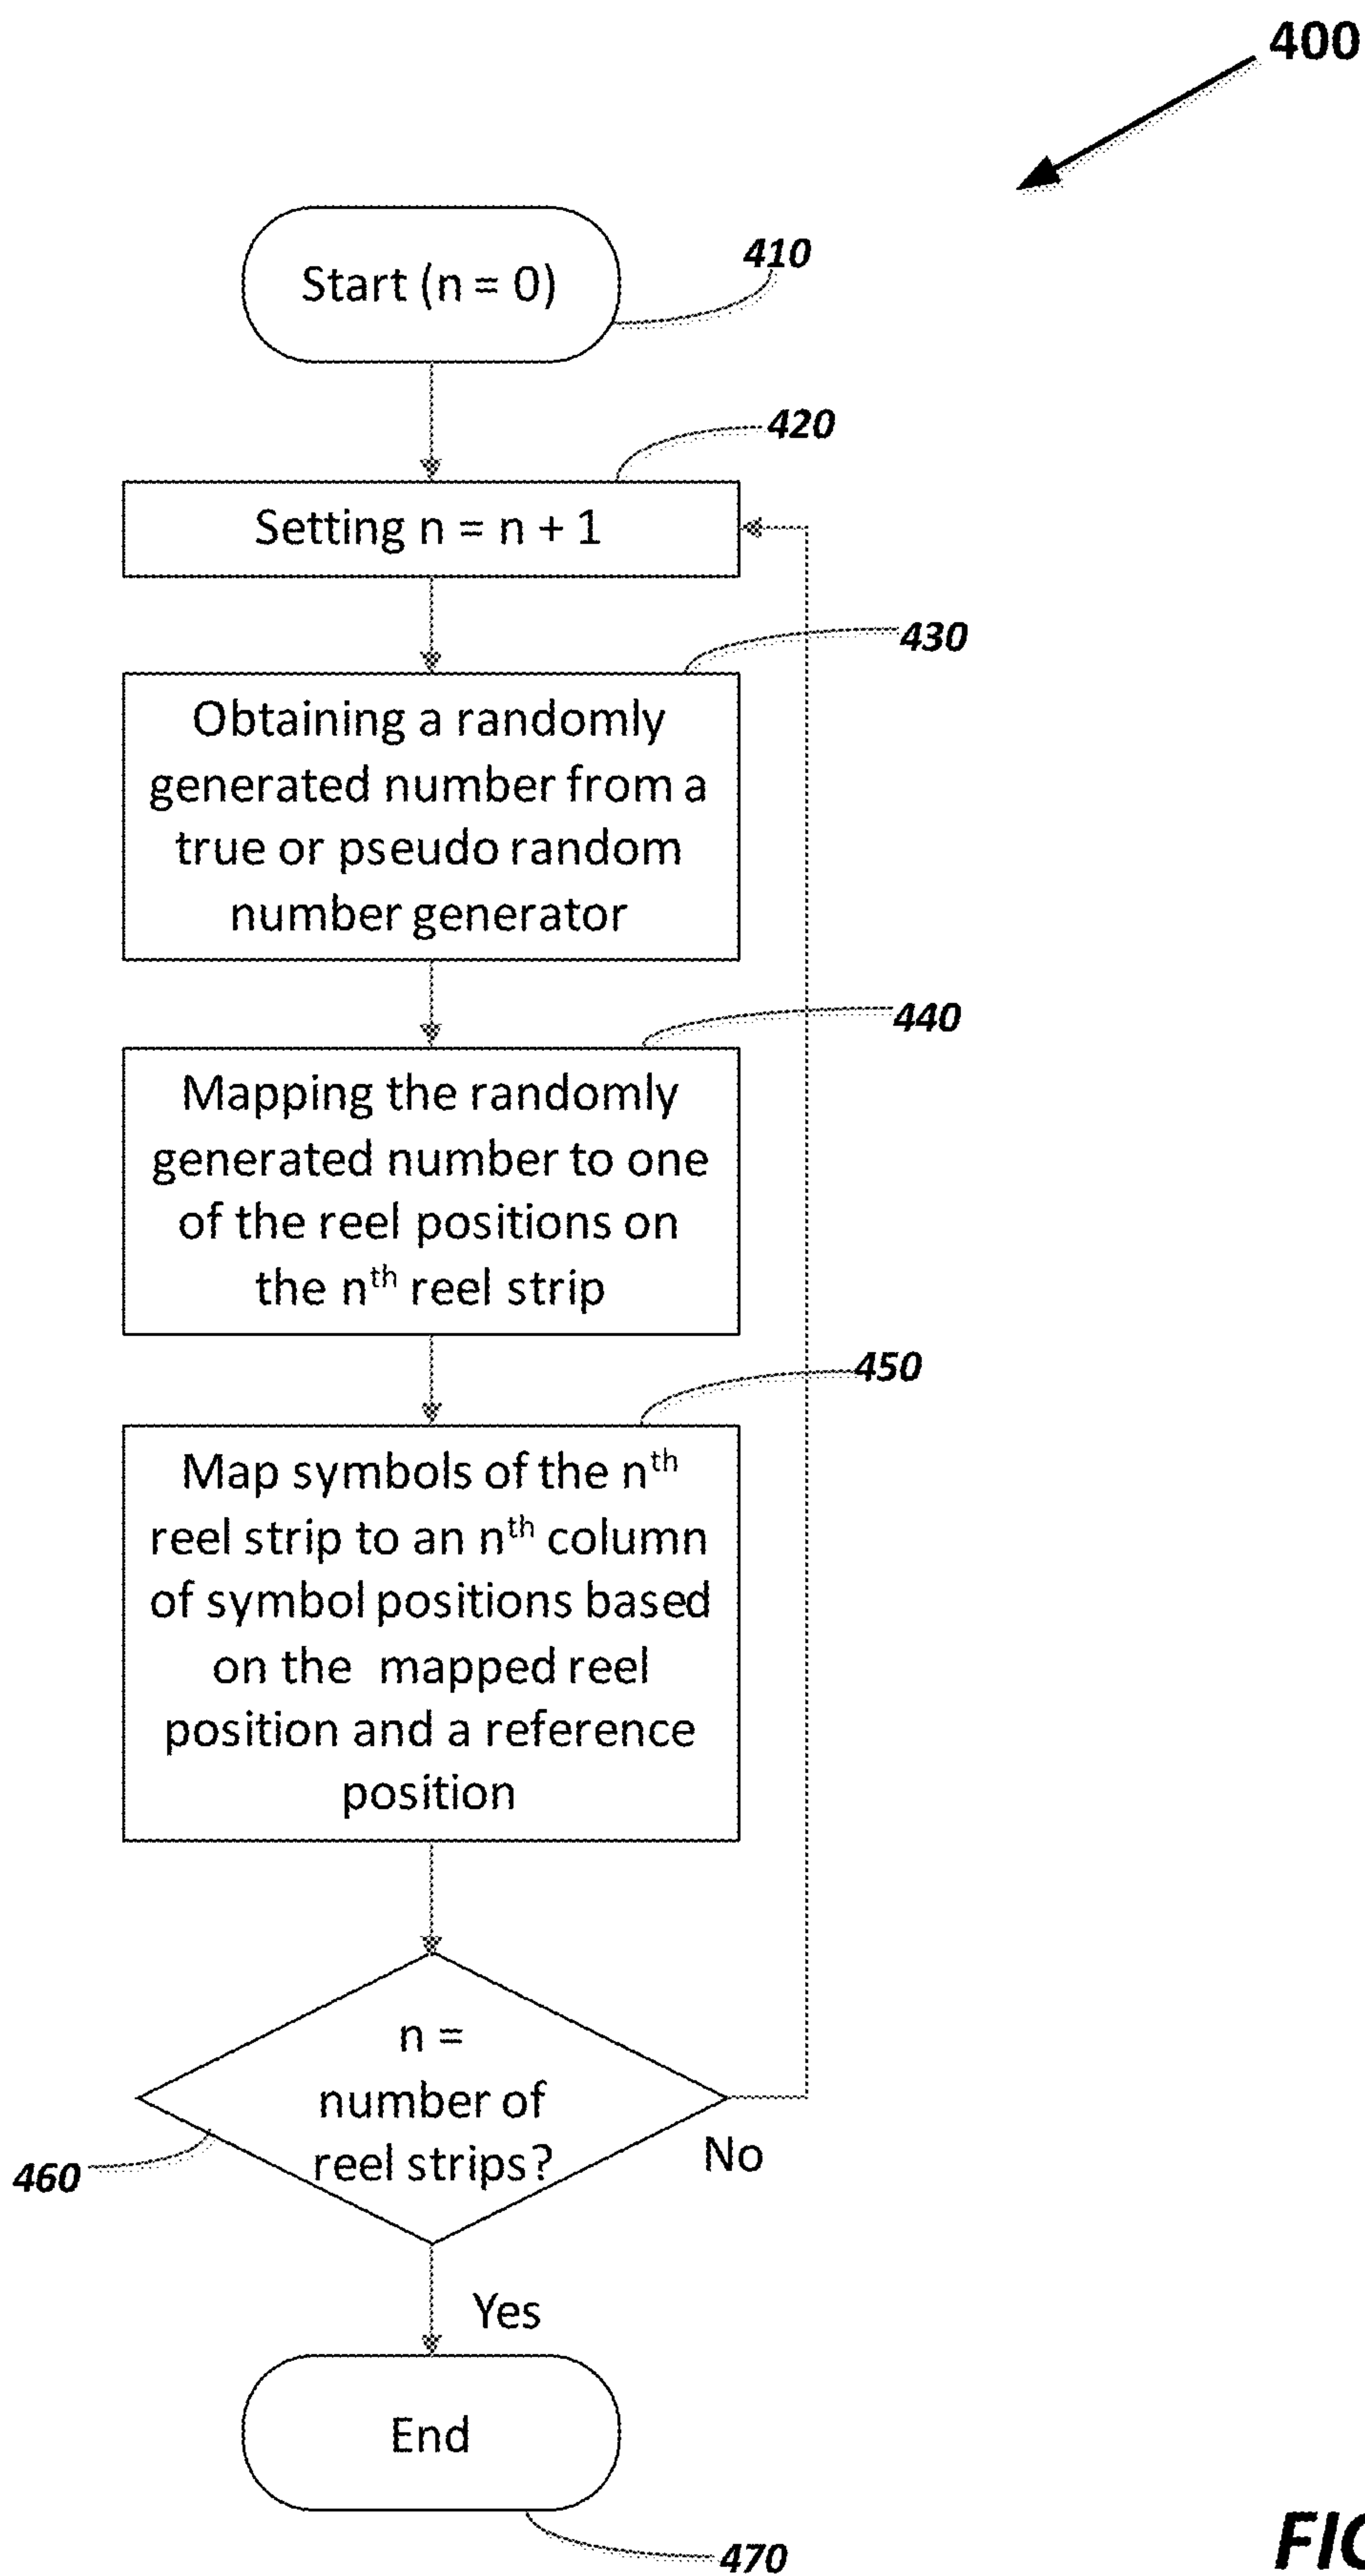 400
Start (n = 0)
410
420
Setting n = n + 1
430
Obtaining a randomly
generated number from a
true or pseudo random
number generator
440
Mapping the randomly
generated number to one
of the reel positions on
the nth reel strip
450
Map symbols of the nth
reel strip to an nth column
of symbol positions based
on the mapped reel
position and a reference
position
n =
number of
reel strips?
No
460
Yes
End
470